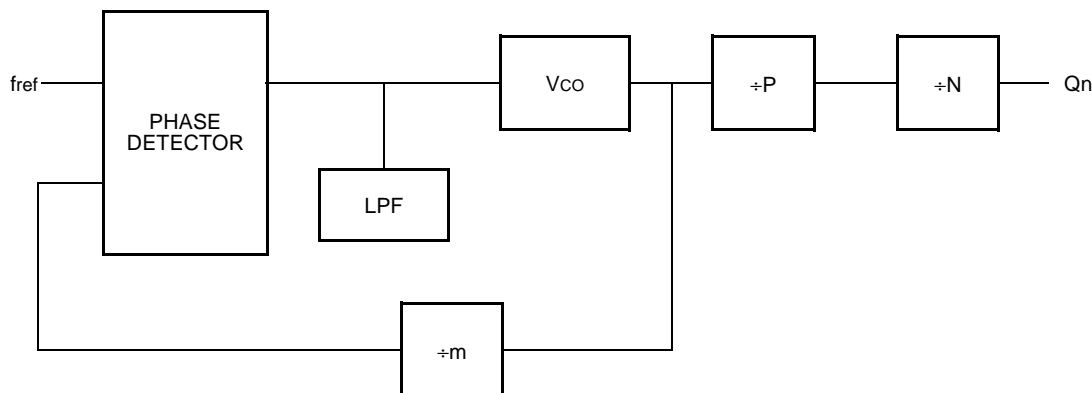 fref
PHASE
DETECTOR
VCO
÷P
÷N
Qn
LPF
÷m